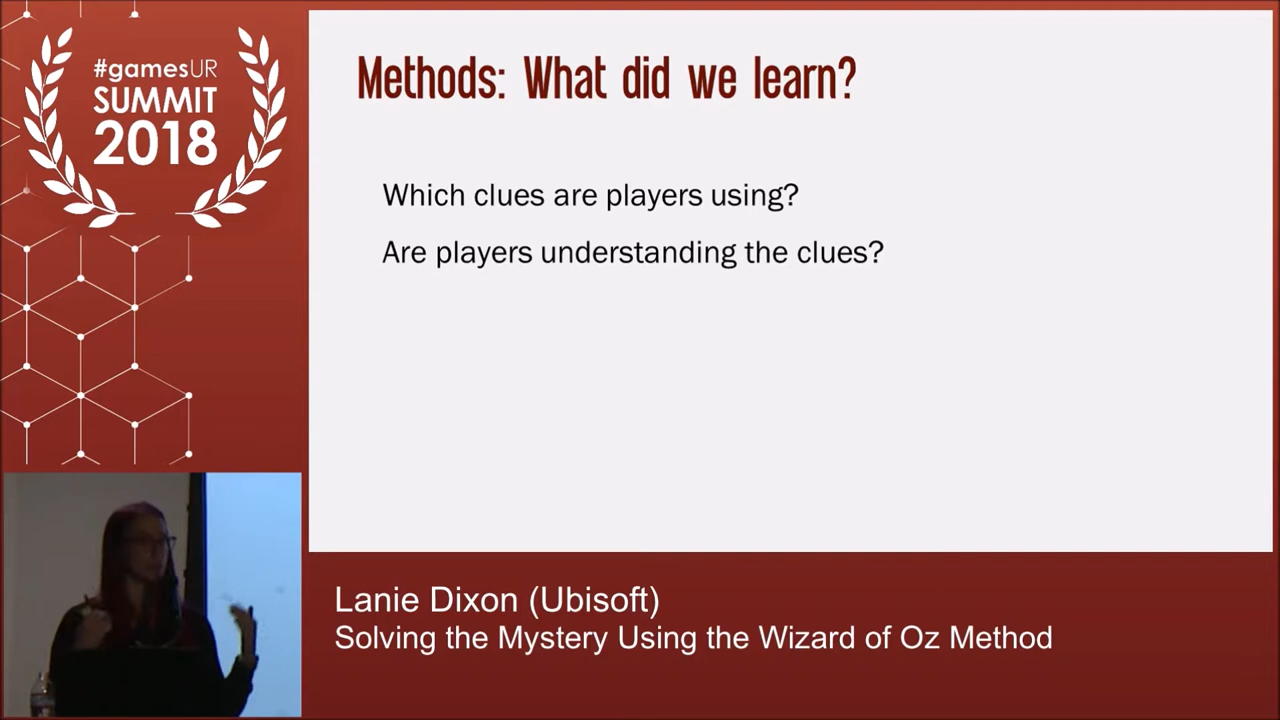 #gamesUR
SUMMIT
2018
Methods: What did we learn?
Which clues are players using?
Are players understanding the clues?
Lanie Dixon (Ubisoft)
Solving the Mystery Using the Wizard of Oz Method